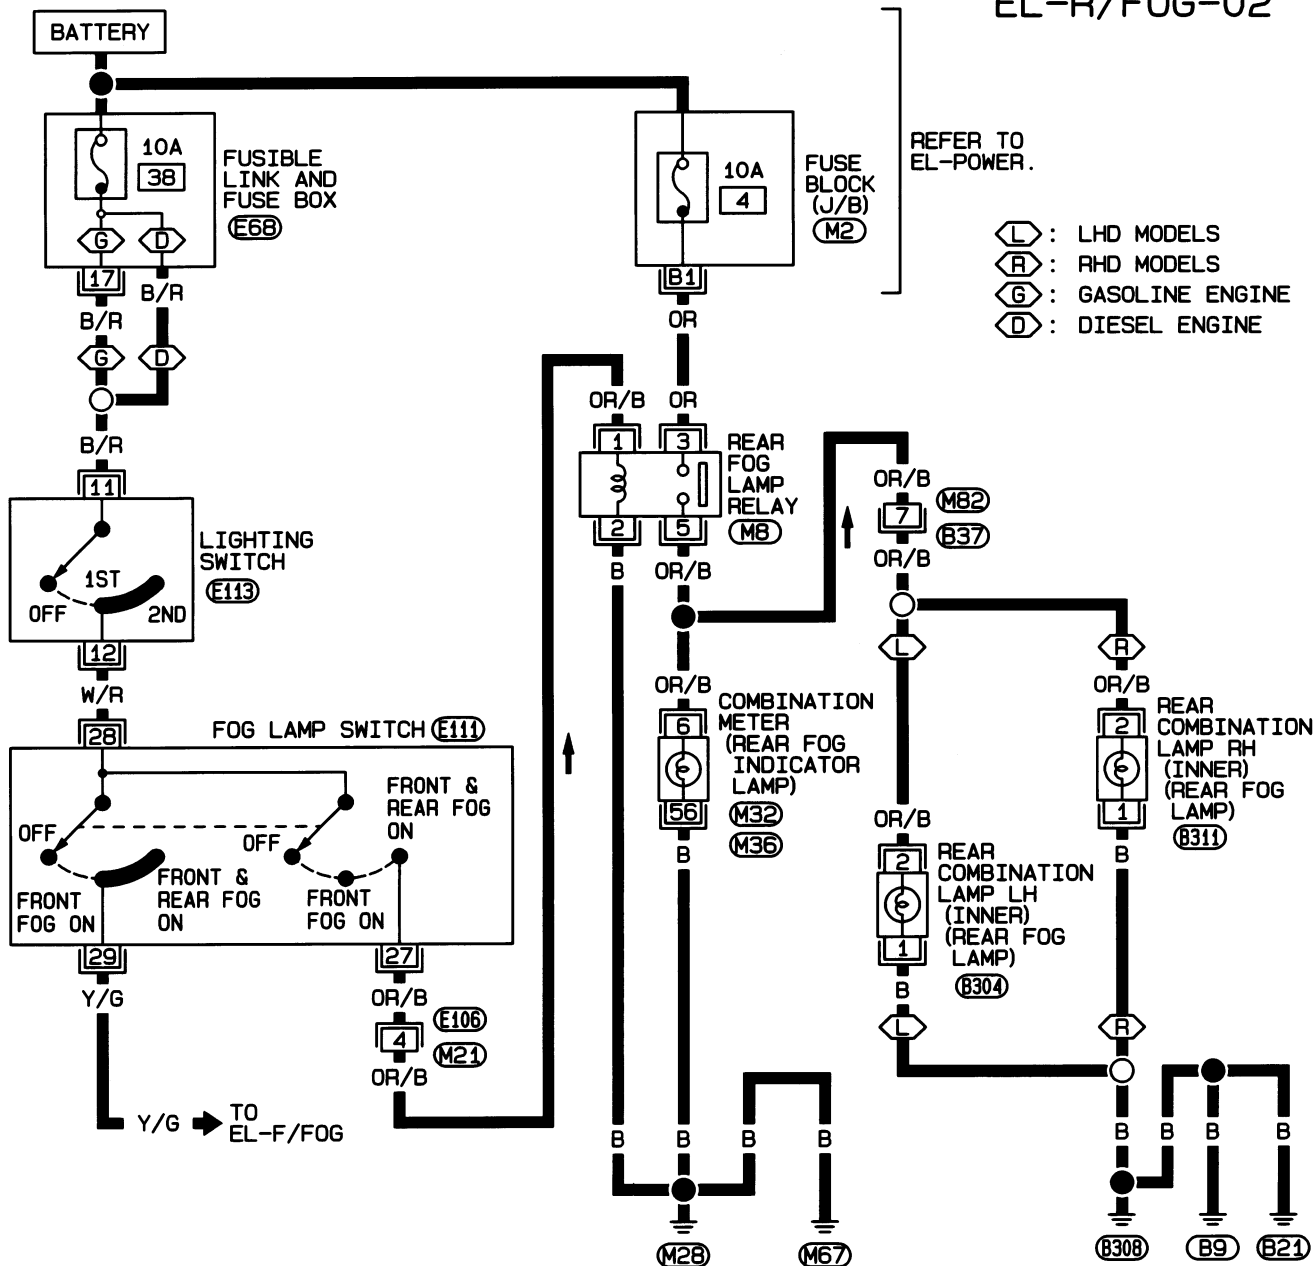 EL-R/FOG-02
BATTERY
10A
38
FUSIBLE
LINK AND
FUSE BOX
E68
G
D
17
B/R
B/R
G
D
B/R
11
LIGHTING
SWITCH
E113
1ST
OFF
2ND
12
W/R
28
FOG LAMP SWITCH
E111
FRONT &
REAR FOG
ON
OFF
OFF
FRONT
FOG ON
FRONT &
REAR FOG
ON
FRONT
FOG ON
29
27
Y/G
OR/B
E106
4
M21
OR/B
Y/G
TO
EL-F/FOG
10A
4
FUSE
BLOCK
(J/B)
M2
B1
OR
REFER TO
EL-POWER.
L : LHD MODELS
R : RHD MODELS
G : GASOLINE ENGINE
D : DIESEL ENGINE
OR/B
OR
1
3
REAR
FOG
LAMP
RELAY
M8
2
5
B
OR/B
OR/B
M82
7
B37
OR/B
L
R
OR/B
6
COMBINATION
METER
(REAR FOG
INDICATOR
LAMP)
M32
M36
56
B
OR/B
2
REAR
COMBINATION
LAMP RH
(INNER)
(REAR FOG
LAMP)
B311
1
B
OR/B
2
REAR
COMBINATION
LAMP LH
(INNER)
(REAR FOG
LAMP)
B304
1
B
L
R
B
B
B
B
B
B
B
B
M28
M67
B308
B9
B21